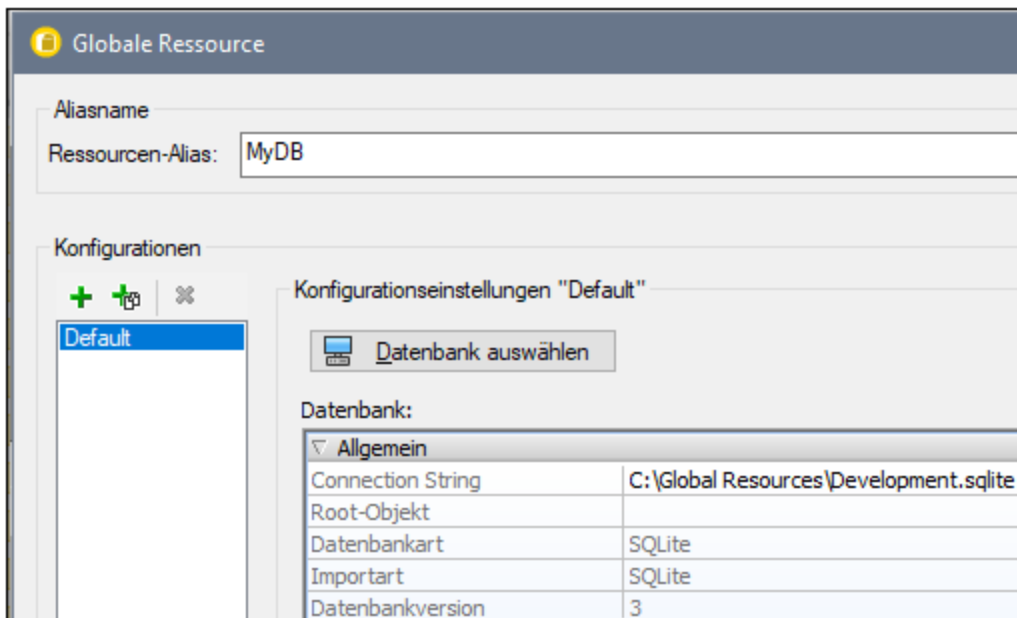 Globale Ressource
Aliasname
Ressourcen-Alias: MyDB
Konfigurationen
Konfigurationseinstellungen "Default"
Default
Datenbank auswählen
Datenbank:
Allgemein
Connection String C:\Global Resources\Development.sqlite
Root-Objekt
Datenbankart SQLite
Importart SQLite
Datenbankversion 3